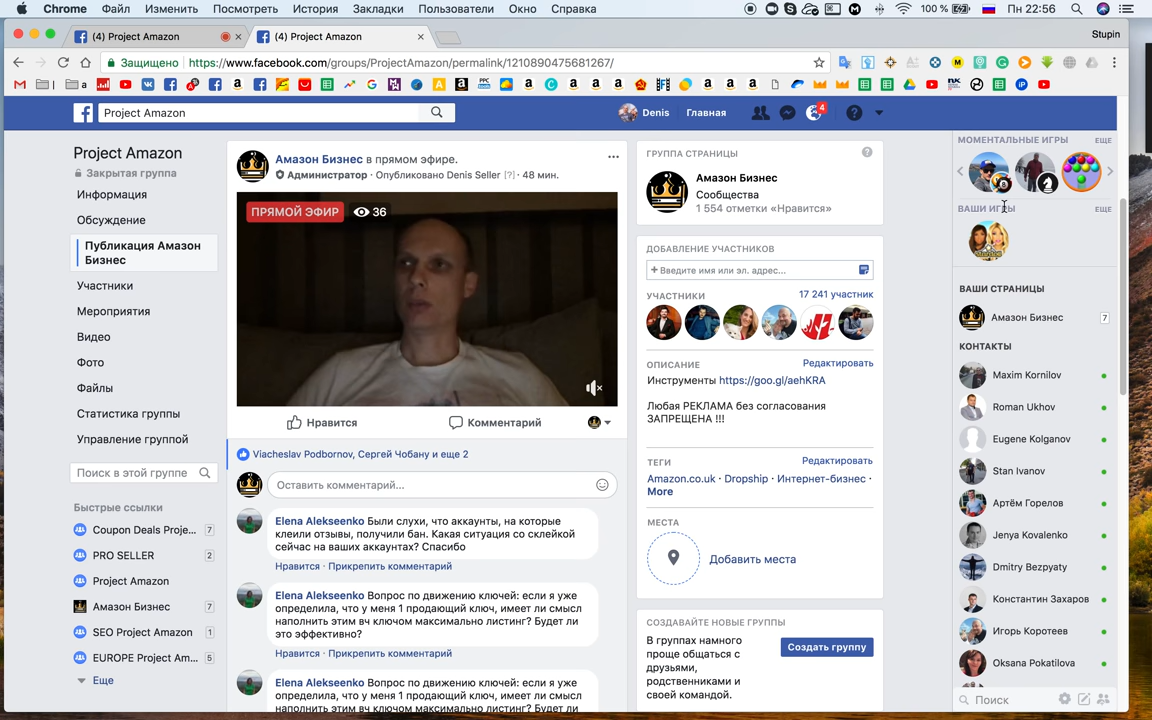 Chrome Файл Изменить Посмотреть История Закладки Пользователи Окно Справка
100 % Пн 22:56
(4) Project Amazon
(4) Project Amazon
Stupin
Защищено https://www.facebook.com/groups/ProjectAmazon/permalink/1210890475681267/
Project Amazon
Denis Главная 4
Project Amazon
Закрытая группа
Информация
Обсуждение
Публикация Амазон
Бизнес
Участники
Мероприятия
Видео
Фото
Файлы
Статистика группы
Управление группой
Поиск в этой группе
Быстрые ссылки
Coupon Deals Proje... 7
PRO SELLER 2
Project Amazon
Амазон Бизнес 7
SEO Project Amazon 1
EUROPE Project Am... 5
Еще
Амазон Бизнес в прямом эфире.
Администратор · Опубликовано Denis Seller [?] · 48 мин.
ПРЯМОЙ ЭФИР 36
Нравится Комментарий
Viacheslav Podbornov, Сергей Чобану и еще 2
Оставить комментарий...
Elena Alekseenko Были слухи, что аккаунты, на которые
клеили отзывы, получили бан. Какая ситуация со склейкой
сейчас на ваших аккаунтах? Спасибо
Нравится · Прикрепить комментарий
Elena Alekseenko Вопрос по движению ключей: если я уже
определила, что у меня 1 продающий ключ, имеет ли смысл
наполнить этим вч ключом максимально листинг? Будет ли
это эффективно?
Нравится · Прикрепить комментарий
Elena Alekseenko Вопрос по движению ключей: если я уже
определила, что у меня 1 продающий ключ, имеет ли смысл
ГРУППА СТРАНИЦЫ
Амазон Бизнес
Сообщества
1 554 отметки «Нравится»
ДОБАВЛЕНИЕ УЧАСТНИКОВ
+ Введите имя или эл. адрес...
УЧАСТНИКИ 17 241 участник
ОПИСАНИЕ Редактировать
Инструменты https://goo.gl/aehKRA
Любая РЕКЛАМА без согласования
ЗАПРЕЩЕНА !!!
ТЕГИ Редактировать
Amazon.co.uk · Dropship · Интернет-бизнес ·
More
МЕСТА
Добавить места
СОЗДАВАЙТЕ НОВЫЕ ГРУППЫ
В группах намного
проще общаться с
друзьями,
родственниками и
своей командой.
Создать группу
МОМЕНТАЛЬНЫЕ ИГРЫ ЕЩЕ
ВАШИ ИГРЫ ЕЩЕ
ВАШИ СТРАНИЦЫ
Амазон Бизнес 7
КОНТАКТЫ
Maxim Kornilov
Roman Ukhov
Eugene Kolganov
Stan Ivanov
Артём Горелов
Jenya Kovalenko
Dmitry Bezpyaty
Константин Захаров
Игорь Коротеев
Oksana Pokatilova
Поиск